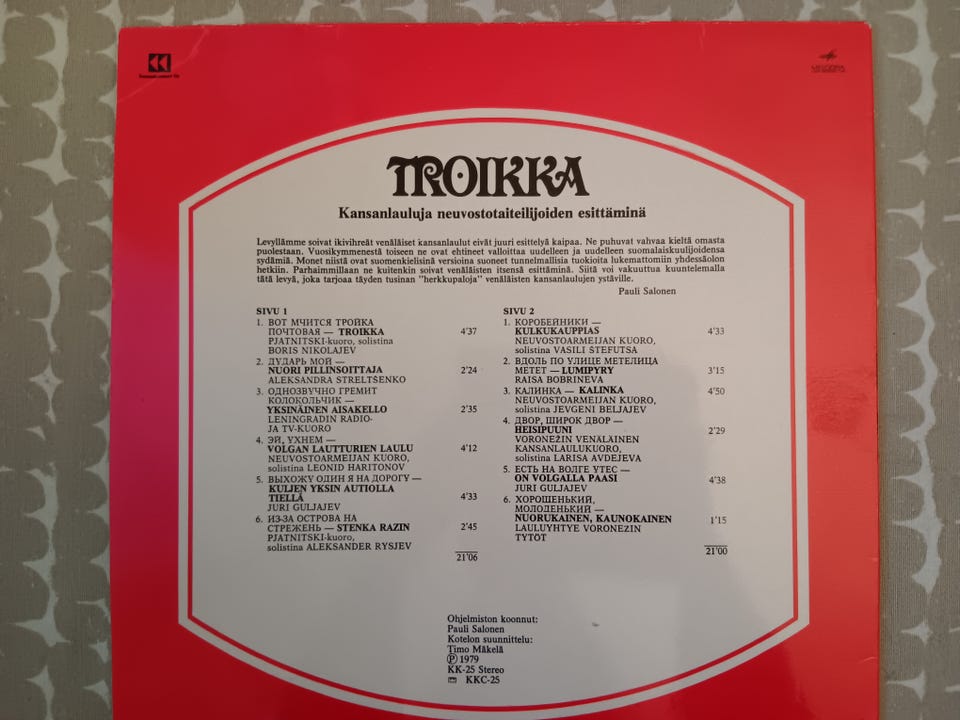 TROIKKA
Kansanlauluja neuvostotaiteilijoiden esittäminä
Levyllämme soivat ikivihreät venäläiset kansanlaulut eivät juuri esittelyä kaipaa. Ne puhuvat vahvaa kieltä omasta
puolestaan. Vuosikymmenestä toiseen ne ovat ehtineet valloittaa uudelleen ja uudelleen suomalaiskuulijoidensa
sydämiä. Monet niistä ovat suomenkielisinä versioina suoneet tunnelmallisia tuokioita lukemattomiin yhdessäolon
hetkiin. Parhaimmillaan ne kuitenkin soivat venäläisten itsensä esittäminä. Siitä voi vakuuttua kuuntelemalla
tätä levyä, joka tarjoaa täyden tusinan "herkkupaloja" venäläisten kansanlaulujen ystäville.
Pauli Salonen
SIVU 1
1. ВОТ МЧИТСЯ ТРОЙКА
ПОЧТОВАЯ — TROIKKA 4'37
PJATNITSKI-kuoro, solistina
BORIS NIKOLAJEV
2. ДУДАРЬ МОЙ —
NUORI PILLINSOITTAJA 2'24
ALEKSANDRA STRELTŠENKO
3. ОДНОЗВУЧНО ГРЕМИТ
КОЛОКОЛЬЧИК —
YKSINÄINEN AISAKELLO 2'35
LENINGRADIN RADIO-
JA TV-KUORO
4. ЭЙ, УХНЕМ —
VOLGAN LAUTTURIEN LAULU 4'12
NEUVOSTOARMEIJAN KUORO,
solistina LEONID HARITONOV
5. ВЫХОЖУ ОДИН Я НА ДОРОГУ —
KULJEN YKSIN AUTIOLLA
TIELLÄ 4'33
JURI GULJAJEV
6. ИЗ-ЗА ОСТРОВА НА
СТРЕЖЕНЬ — STENKA RAZIN 2'45
PJATNITSKI-kuoro,
solistina ALEKSANDER RYSJEV
21'06
SIVU 2
1. КОРОБЕЙНИКИ —
KULKUKAUPPIAS 4'33
NEUVOSTOARMEIJAN KUORO,
solistina VASILI STEFUTSA
2. ВДОЛЬ ПО УЛИЦЕ МЕТЕЛИЦА
МЕТЕТ — LUMIPYRY 3'15
RAISA BOBRINEVA
3. КАЛИНКА — KALINKA 4'50
NEUVOSTOARMEIJAN KUORO,
solistina JEVGENI BELJAJEV
4. ДВОР, ШИРОК ДВОР —
HEISIPUUNI 2'29
VORONEŽIN VENÄLÄINEN
KANSANLAULUKUORO,
solistina LARISA AVDEJEVA
5. ЕСТЬ НА ВОЛГЕ УТЕС —
ON VOLGALLA PAASI 4'38
JURI GULJAJEV
6. ХОРОШЕНЬКИЙ,
МОЛОДЕНЬКИЙ —
NUORUKAINEN, KAUNOKAINEN 1'15
LAULUYHTYE VORONEZIN
TYTÖT
21'00
Ohjelmiston koonnut:
Pauli Salonen
Kotelon suunnittelu:
Timo Mäkelä
Ⓟ 1979
KK-25 Stereo
KKC-25